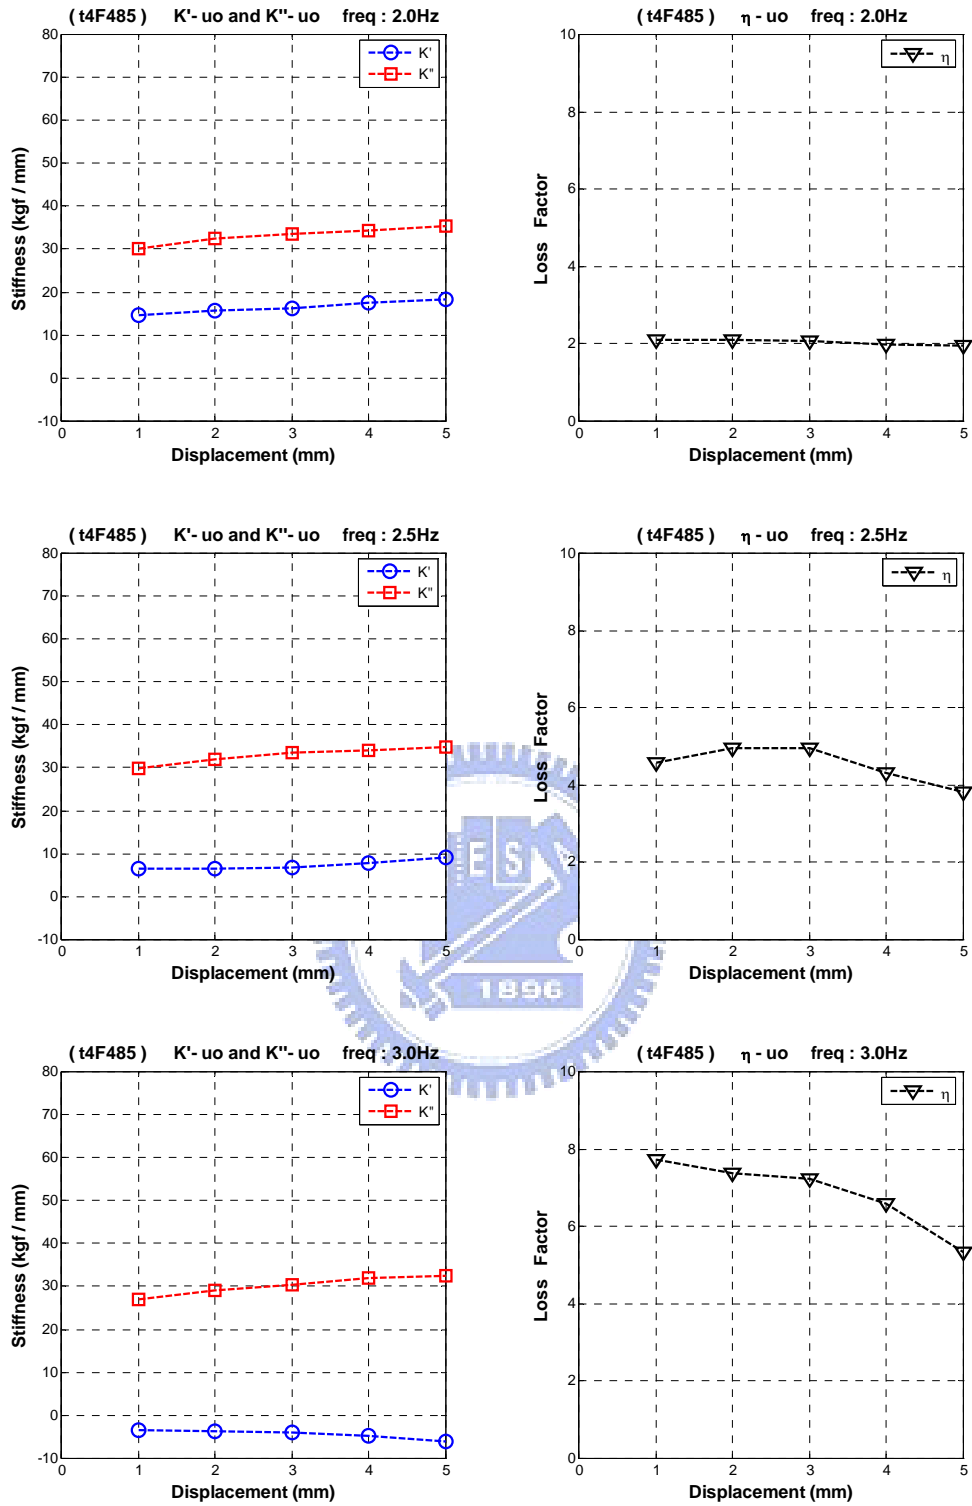 ( t4F485 ) K'- uo and K''- uo freq : 2.0Hz
80
70
60
50
40
30
20
10
0
-10
0 1 2 3 4 5
Stiffness (kgf / mm)
Displacement (mm)
K'
K''
(t4F485 ) η - uo freq : 2.0Hz
10
8
6
4
2
0
0 1 2 3 4 5
Loss Factor
Displacement (mm)
η
( t4F485 ) K'- uo and K''- uo freq : 2.5Hz
80
70
60
50
40
30
20
10
0
-10
0 1 2 3 4 5
Stiffness (kgf / mm)
Displacement (mm)
K'
K''
(t4F485 ) η - uo freq : 2.5Hz
10
8
6
4
2
0
0 1 2 3 4 5
Loss Factor
Displacement (mm)
η
E S
1896
( t4F485 ) K'- uo and K''- uo freq : 3.0Hz
80
70
60
50
40
30
20
10
0
-10
0 1 2 3 4 5
Stiffness (kgf / mm)
Displacement (mm)
K'
K''
(t4F485 ) η - uo freq : 3.0Hz
10
8
6
4
2
0
0 1 2 3 4 5
Loss Factor
Displacement (mm)
η